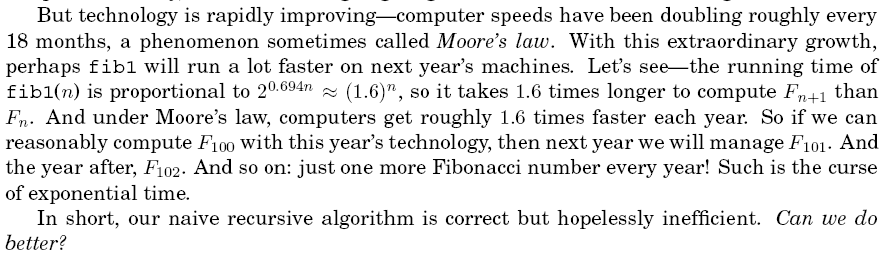 But technology is rapidly improving—computer speeds have been doubling roughly every
18 months, a phenomenon sometimes called Moore's law. With this extraordinary growth,
perhaps fib1 will run a lot faster on next year's machines. Let's see—the running time of
fib1(n) is proportional to 2^{0.694n} ≈ (1.6)^n, so it takes 1.6 times longer to compute F_{n+1} than
F_n. And under Moore's law, computers get roughly 1.6 times faster each year. So if we can
reasonably compute F_{100} with this year's technology, then next year we will manage F_{101}. And
the year after, F_{102}. And so on: just one more Fibonacci number every year! Such is the curse
of exponential time.
In short, our naive recursive algorithm is correct but hopelessly inefficient. Can we do
better?